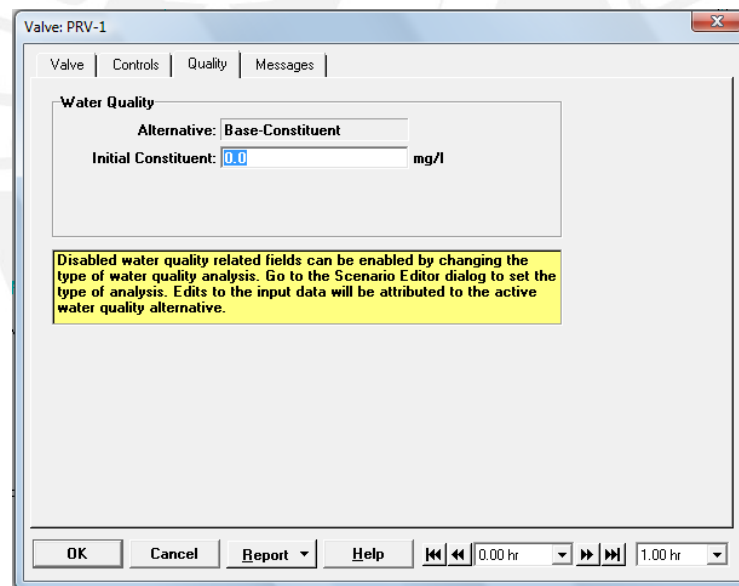 Valve: PRV-1
Valve Controls Quality Messages
Water Quality
Alternative: Base-Constituent
Initial Constituent: 0.0 mg/l
Disabled water quality related fields can be enabled by changing the
type of water quality analysis. Go to the Scenario Editor dialog to set the
type of analysis. Edits to the input data will be attributed to the active
water quality alternative.
OK Cancel Report Help 0.00 hr 1.00 hr